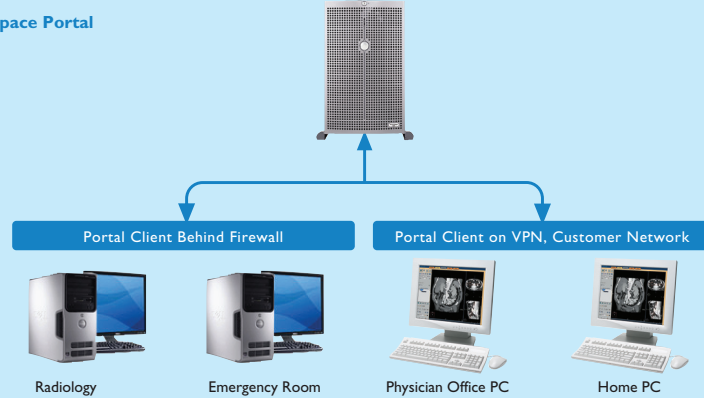 pace Portal
Portal Client Behind Firewall
Portal Client on VPN, Customer Network
Radiology
Emergency Room
Physician Office PC
Home PC